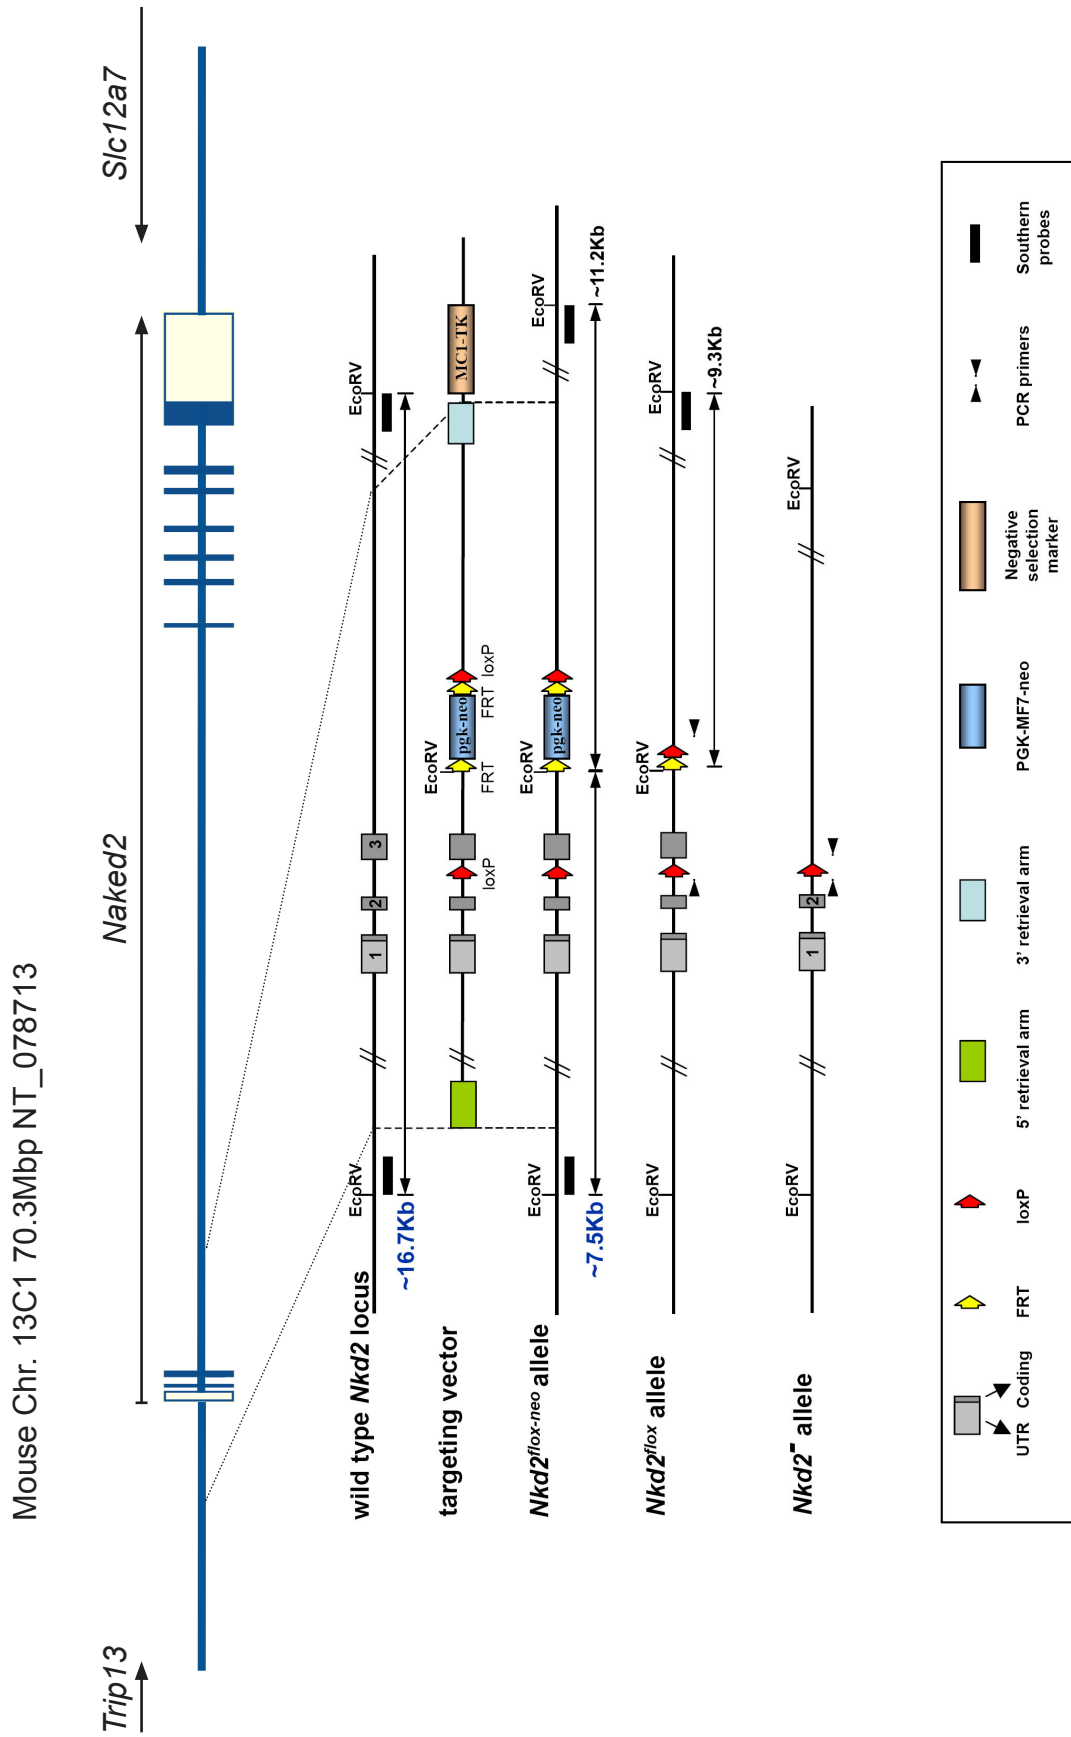 Mouse Chr. 13C1 70.3Mbp NT_078713
Trip13
Naked2
Slc12a7
wild type Nkd2 locus
EcoRV
1
2
3
EcoRV
~16.7Kb
targeting vector
loxP
EcoRV
FRT
pgk-neo
FRT
loxP
MC1-TK
Nkd2flox-neo allele
EcoRV
EcoRV
pgk-neo
EcoRV
~7.5Kb
~11.2Kb
Nkd2flox allele
EcoRV
EcoRV
EcoRV
~9.3Kb
Nkd2- allele
EcoRV
1
2
EcoRV
UTR Coding
FRT
loxP
5' retrieval arm
3' retrieval arm
PGK-MF7-neo
Negative
selection
marker
PCR primers
Southern
probes